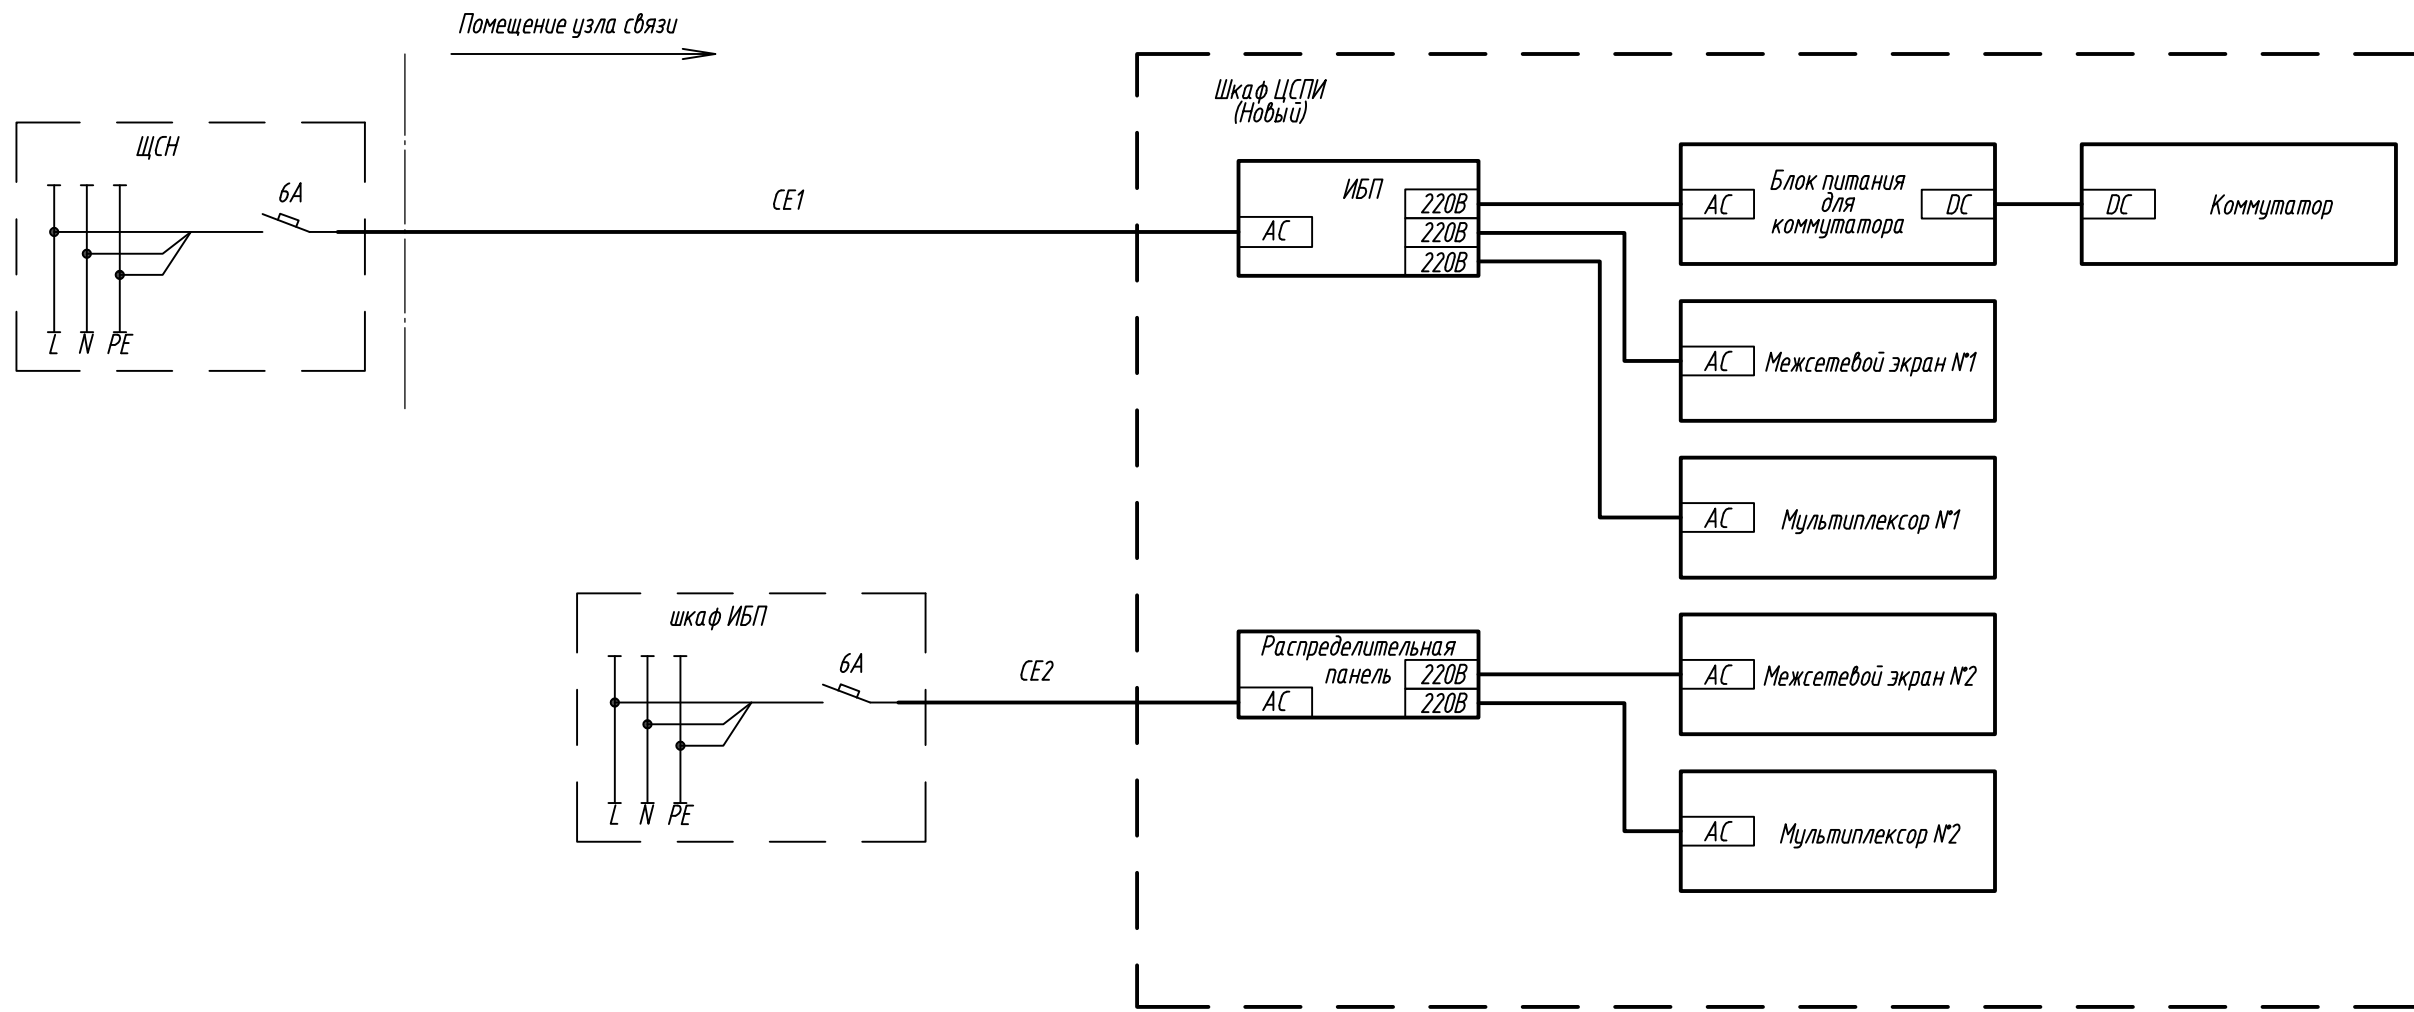 Помещение узла связи
Шкаф ЦСПИ
(Новый)
ЩСН
6А
L N PE
СЕ1
ИБП
АС
220В
220В
220В
АС
Блок питания
для
коммутатора
DC
DC
Коммутатор
АС
Межсетевой экран №1
АС
Мультиплексор №1
шкаф ИБП
6А
L N PE
СЕ2
Распределительная
панель
АС
220В
220В
АС
Межсетевой экран №2
АС
Мультиплексор №2